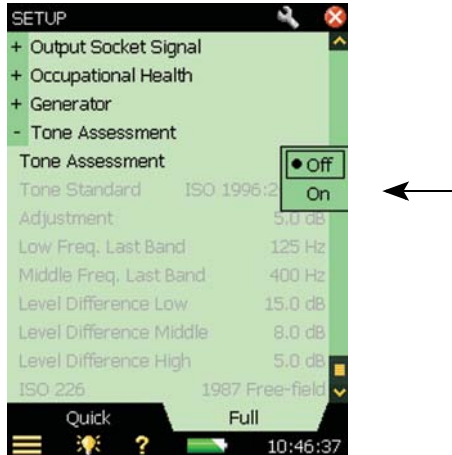 SETUP
+ Output Socket Signal
+ Occupational Health
+ Generator
- Tone Assessment
Tone Assessment Off
Tone Standard ISO 1996:2 On
Adjustment 5.0 dB
Low Freq. Last Band 125 Hz
Middle Freq. Last Band 400 Hz
Level Difference Low 15.0 dB
Level Difference Middle 8.0 dB
Level Difference High 5.0 dB
ISO 226 1987 Free-field
Quick Full
? 10:46:37